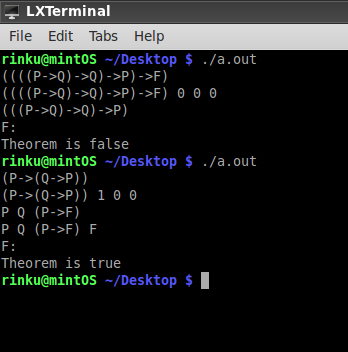 LXTerminal
File Edit Tabs Help
rinku@mintOS ~/Desktop $ ./a.out
((((P->Q)->Q)->P)->F)
((((P->Q)->Q)->P)->F) 0 0 0
(((P->Q)->Q)->P)
F:
Theorem is false
rinku@mintOS ~/Desktop $ ./a.out
(P->(Q->P))
(P->(Q->P)) 1 0 0
P Q (P->F)
P Q (P->F) F
F:
Theorem is true
rinku@mintOS ~/Desktop $